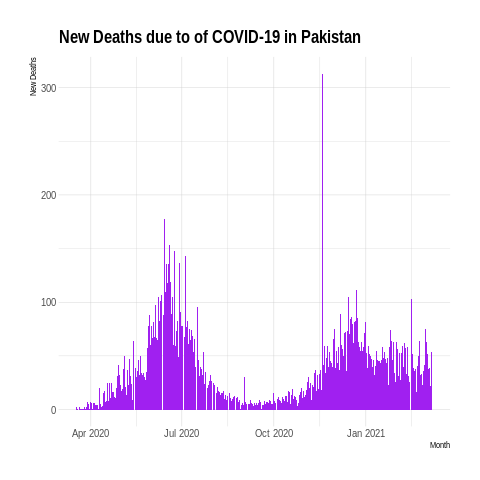 New Deaths due to of COVID-19 in Pakistan
New Deaths
300
200
100
0
Apr 2020 Jul 2020 Oct 2020 Jan 2021
Month